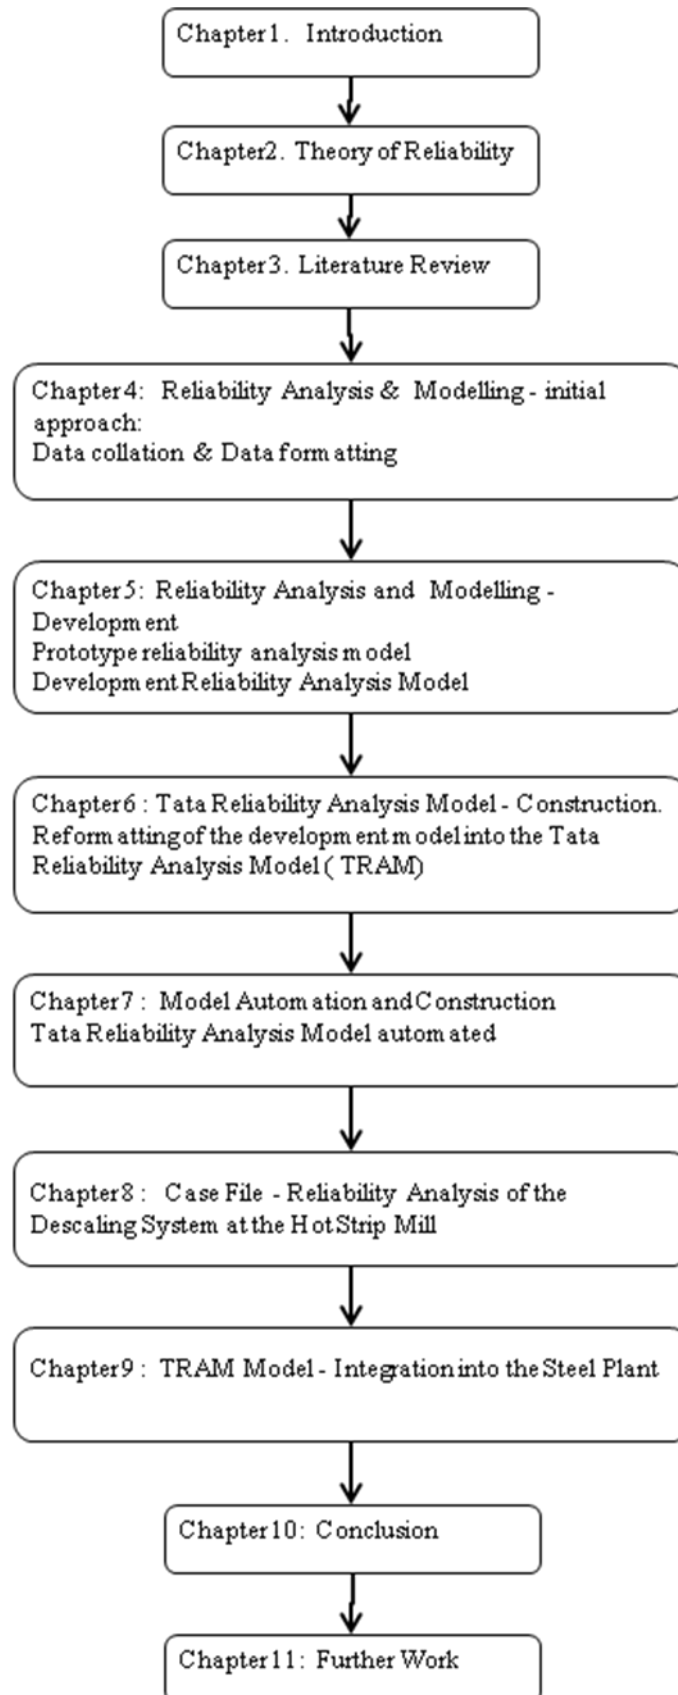 Chapter1. Introduction
Chapter2. Theory of Reliability
Chapter3. Literature Review
Chapter4: Reliability Analysis & Modelling - initial
approach:
Data collation & Data formatting
Chapter5: Reliability Analysis and Modelling -
Development
Prototype reliability analysis model
Development Reliability Analysis Model
Chapter6 : Tata Reliability Analysis Model - Construction.
Reformatting of the development model into the Tata
Reliability Analysis Model ( TRAM)
Chapter7 : Model Automation and Construction
Tata Reliability Analysis Model automated
Chapter8 : Case File - Reliability Analysis of the
Descaling System at the Hot Strip Mill
Chapter9 : TRAM Model - Integration into the Steel Plant
Chapter10: Conclusion
Chapter11: Further Work